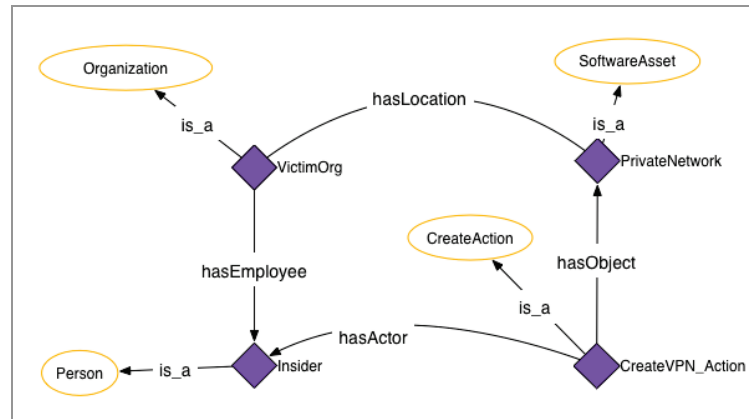 Organization
SoftwareAsset
hasLocation
is_a
is_a
VictimOrg
PrivateNetwork
CreateAction
hasEmployee
hasObject
is_a
hasActor
Person
is_a
Insider
CreateVPN_Action